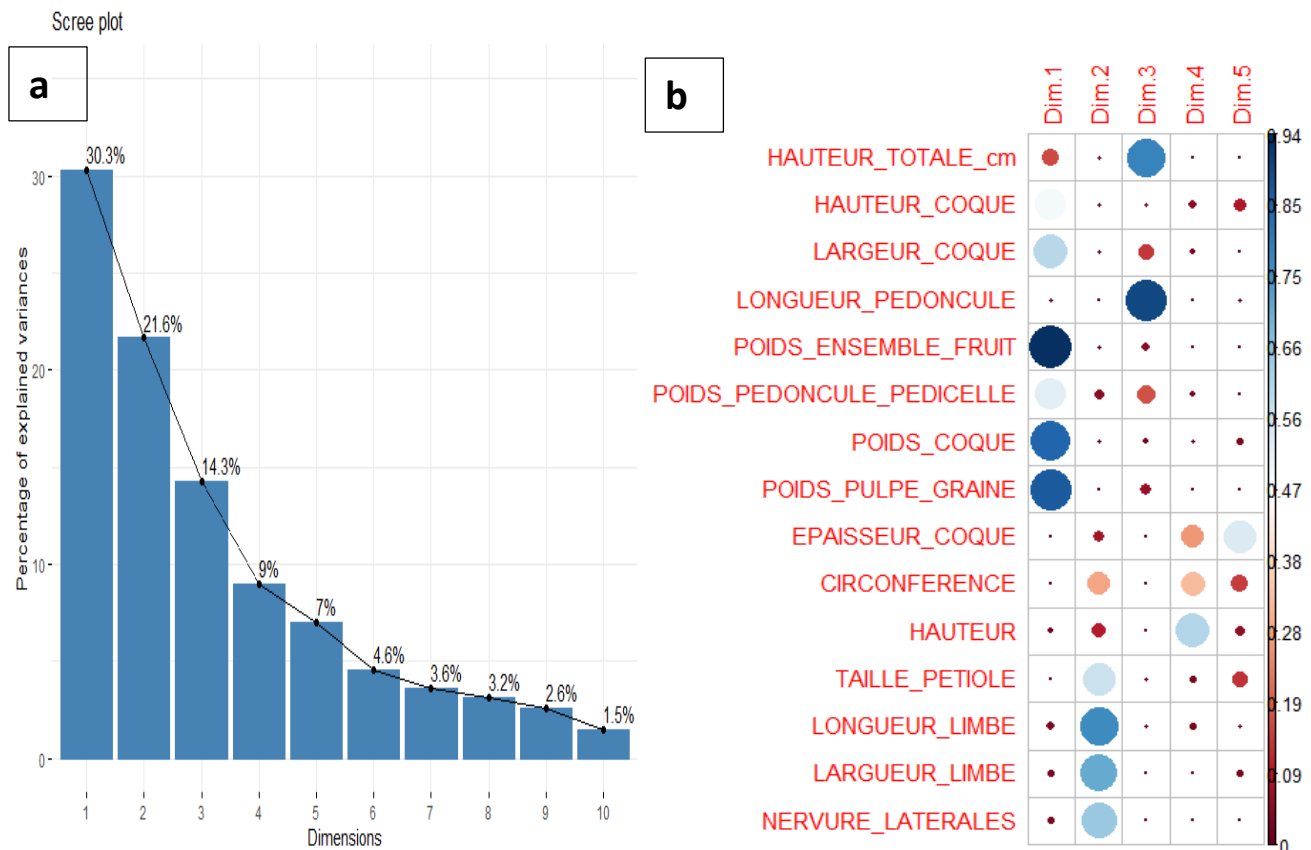 Scree plot
a
Percentage of explained variances
30
20
10
0
30.3%
21.6%
14.3%
9%
7%
4.6%
3.6%
3.2%
2.6%
1.5%
1 2 3 4 5 6 7 8 9 10
Dimensions
b
Dim.1 Dim.2 Dim.3 Dim.4 Dim.5
HAUTEUR_TOTALE_cm
HAUTEUR_COQUE
LARGEUR_COQUE
LONGUEUR_PEDONCULE
POIDS_ENSEMBLE_FRUIT
POIDS_PEDONCULE_PEDICELLE
POIDS_COQUE
POIDS_PULPE_GRAINE
EPAISSEUR_COQUE
CIRCONFERENCE
HAUTEUR
TAILLE_PETIOLE
LONGUEUR_LIMBE
LARGUEUR_LIMBE
NERVURE_LATERALES
0.94
0.85
0.75
0.66
0.56
0.47
0.38
0.28
0.19
0.09
0